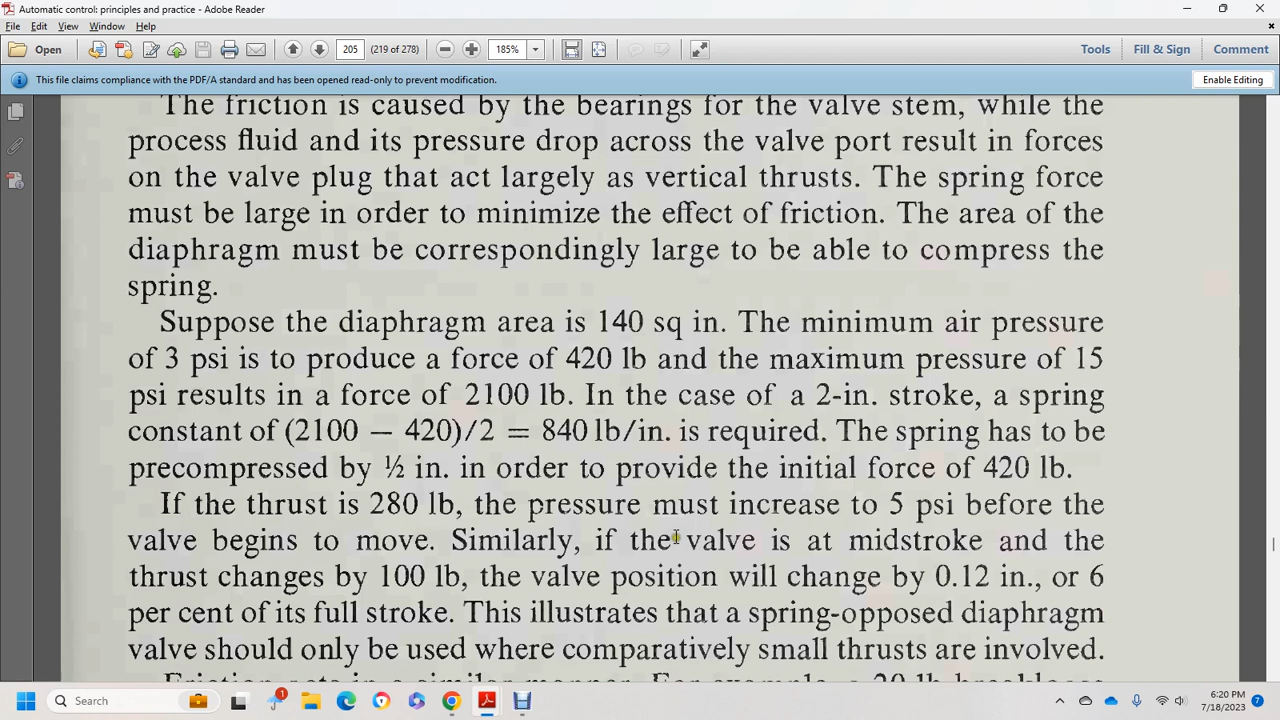 Automatic control: principles and practice - Adobe Reader
File Edit View Window Help
Open 205 (219 of 278) 185% Tools Fill & Sign Comment
This file claims compliance with the PDF/A standard and has been opened read-only to prevent modification. Enable Editing
The friction is caused by the bearings for the valve stem, while the
process fluid and its pressure drop across the valve port result in forces
on the valve plug that act largely as vertical thrusts. The spring force
must be large in order to minimize the effect of friction. The area of the
diaphragm must be correspondingly large to be able to compress the
spring.
Suppose the diaphragm area is 140 sq in. The minimum air pressure
of 3 psi is to produce a force of 420 lb and the maximum pressure of 15
psi results in a force of 2100 lb. In the case of a 2-in. stroke, a spring
constant of (2100 − 420)/2 = 840 lb/in. is required. The spring has to be
precompressed by ½ in. in order to provide the initial force of 420 lb.
If the thrust is 280 lb, the pressure must increase to 5 psi before the
valve begins to move. Similarly, if the valve is at midstroke and the
thrust changes by 100 lb, the valve position will change by 0.12 in., or 6
per cent of its full stroke. This illustrates that a spring-opposed diaphragm
valve should only be used where comparatively small thrusts are involved.
Friction acts in a similar manner. For example, a 20 lb breakloose
Search 1 6:20 PM
7/18/2023 7